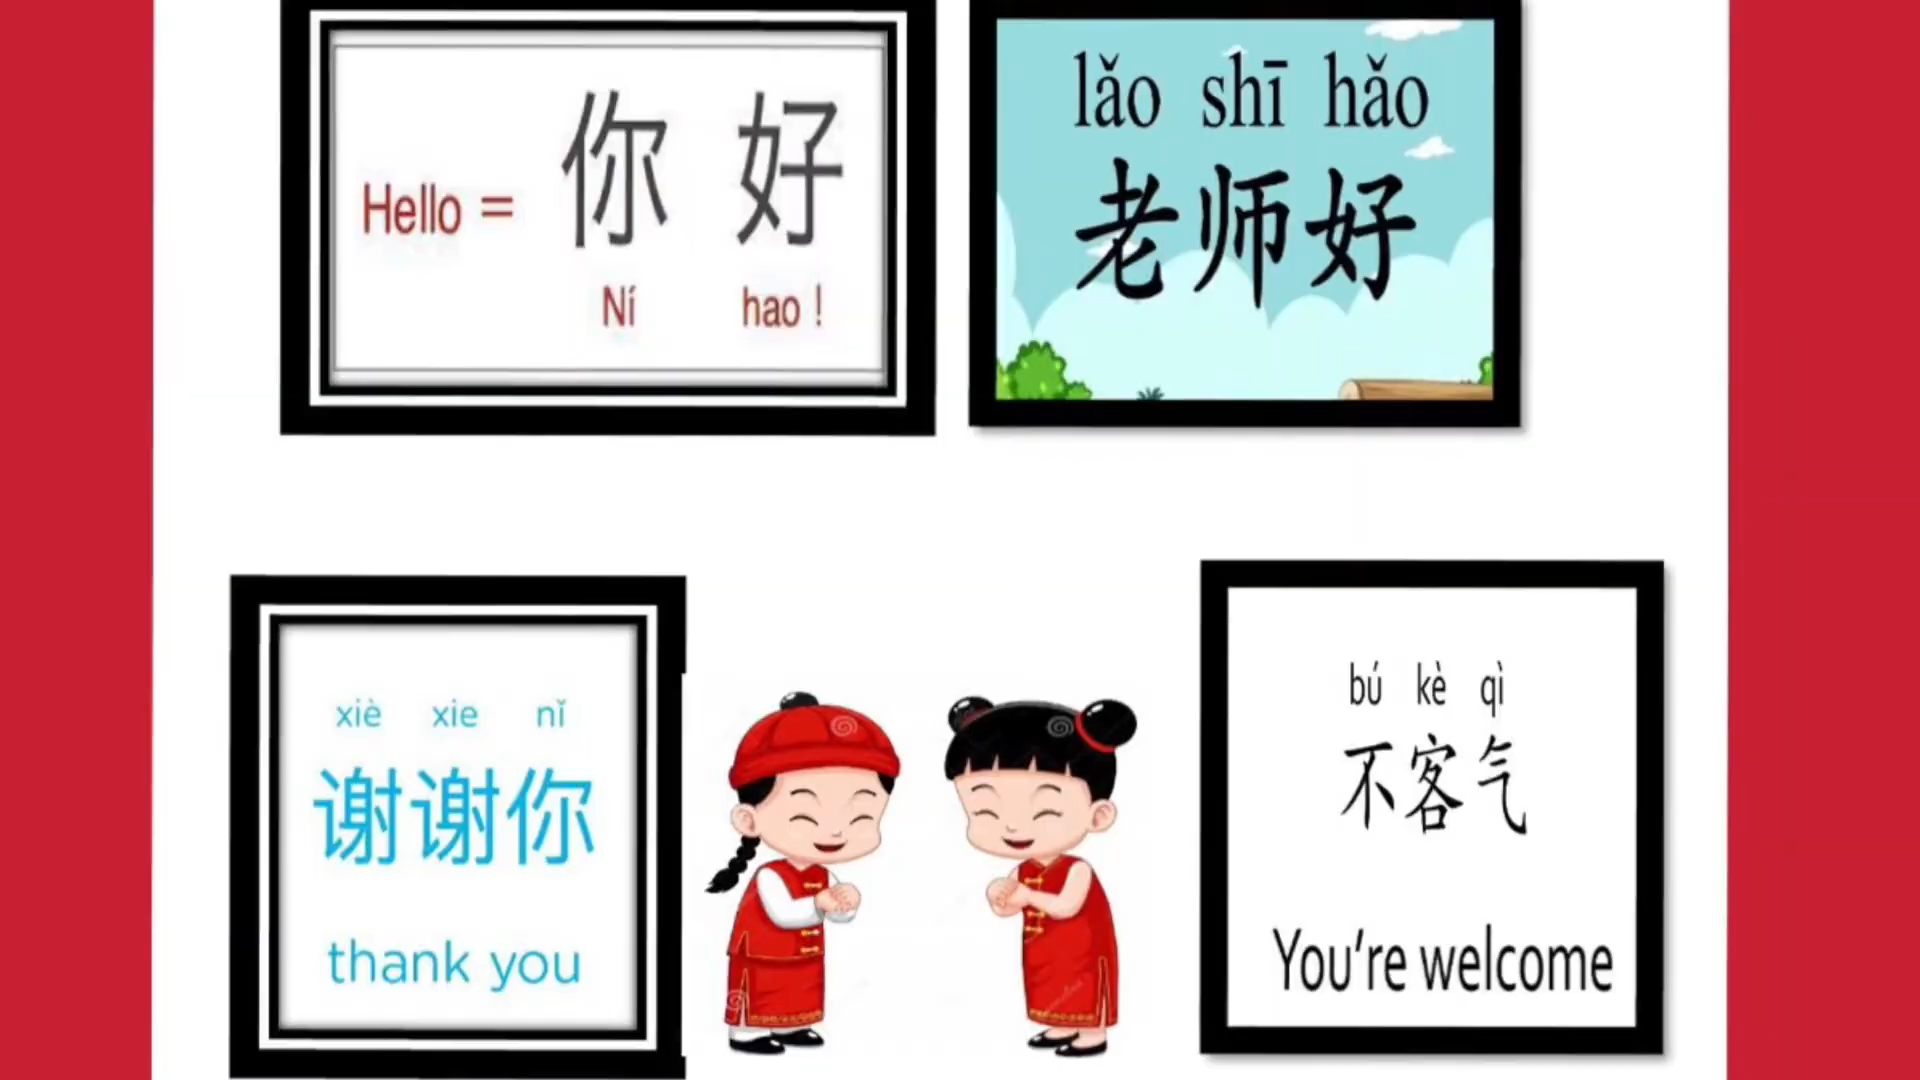 Hello = 你 好
Ní hao !
lǎo shī hǎo
老师好
xiè xie nǐ
谢谢你
thank you
bú kè qì
不客气
You're welcome